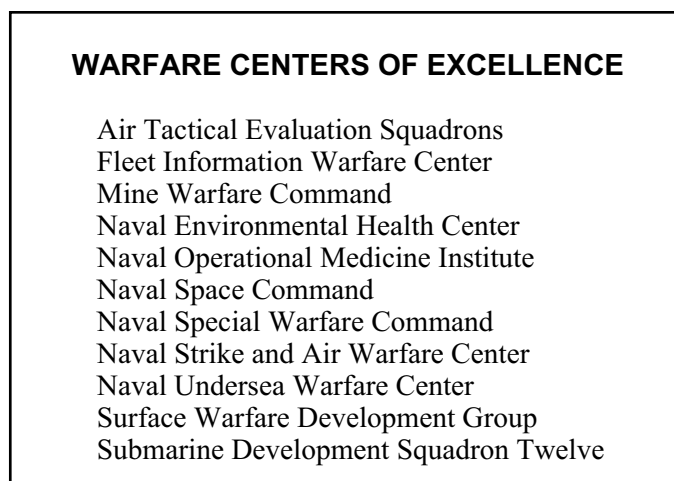 WARFARE CENTERS OF EXCELLENCE
Air Tactical Evaluation Squadrons
Fleet Information Warfare Center
Mine Warfare Command
Naval Environmental Health Center
Naval Operational Medicine Institute
Naval Space Command
Naval Special Warfare Command
Naval Strike and Air Warfare Center
Naval Undersea Warfare Center
Surface Warfare Development Group
Submarine Development Squadron Twelve